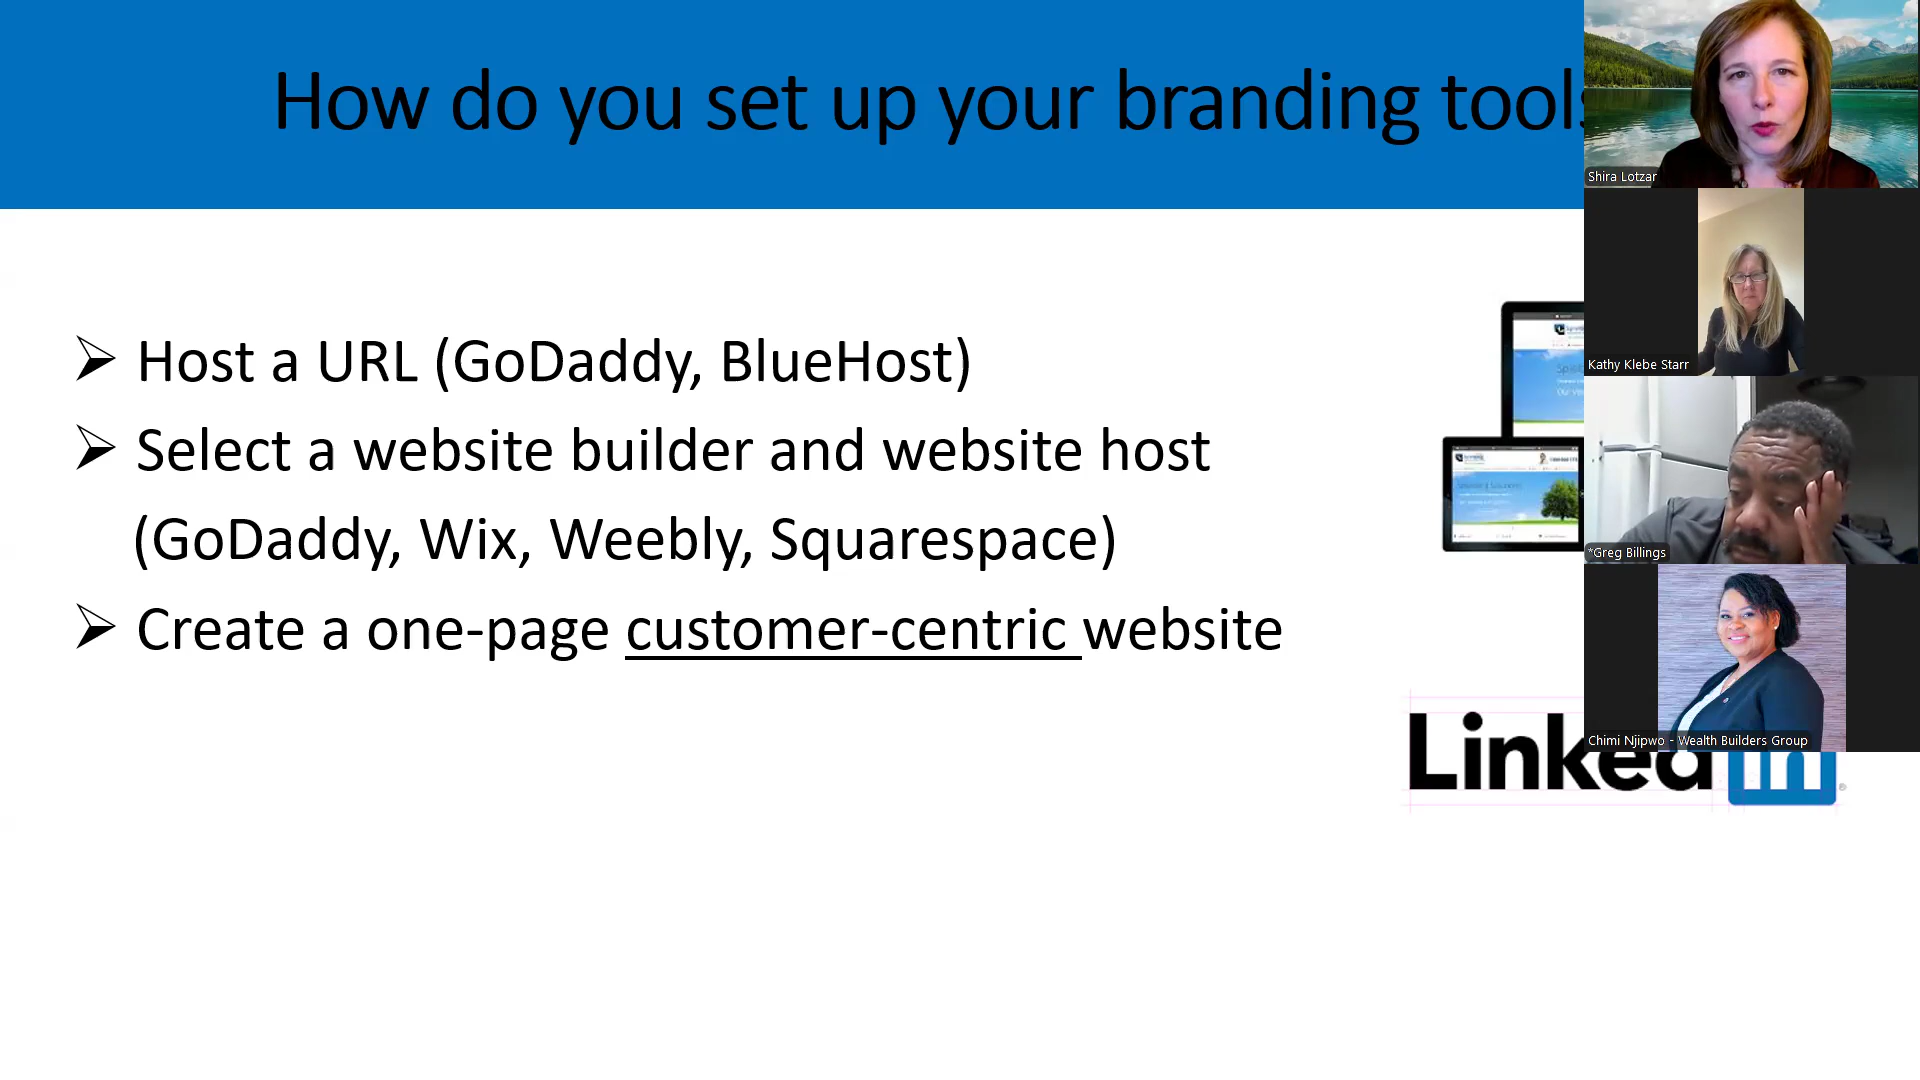 How do you set up your branding tools
Shira Lotzar
Kathy Klebe Starr
➢ Host a URL (GoDaddy, BlueHost)
➢ Select a website builder and website host
(GoDaddy, Wix, Weebly, Squarespace)
*Greg Billings
➢ Create a one-page customer-centric website
Chimi Njipwo - Wealth Builders Group
Linked in